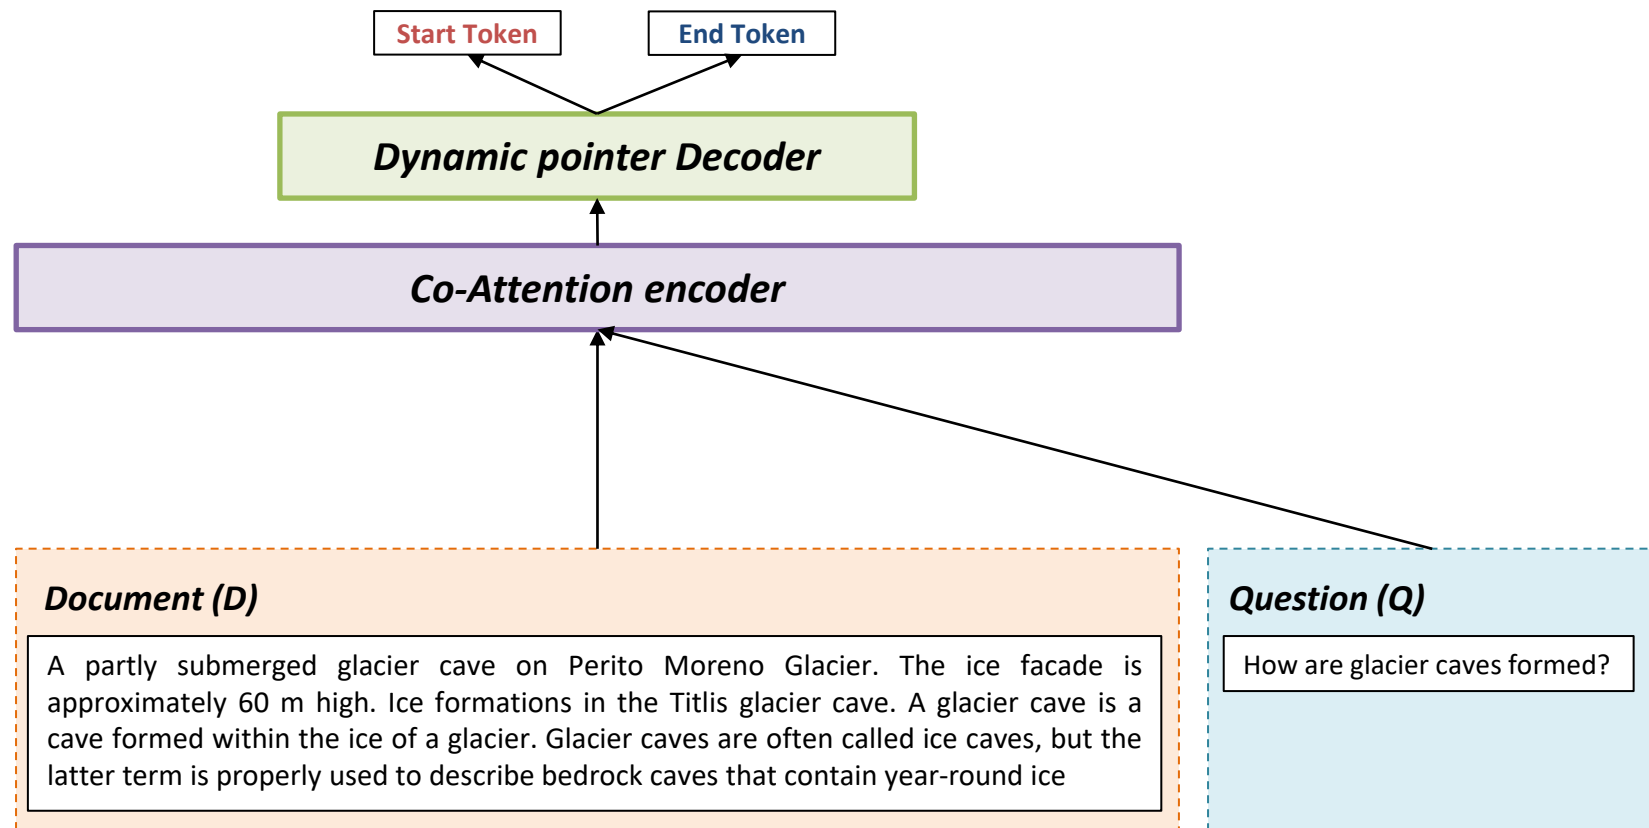 Start Token
End Token
Dynamic pointer Decoder
Co-Attention encoder
Document (D)
A partly submerged glacier cave on Perito Moreno Glacier. The ice facade is
approximately 60 m high. Ice formations in the Titlis glacier cave. A glacier cave is a
cave formed within the ice of a glacier. Glacier caves are often called ice caves, but the
latter term is properly used to describe bedrock caves that contain year-round ice
Question (Q)
How are glacier caves formed?